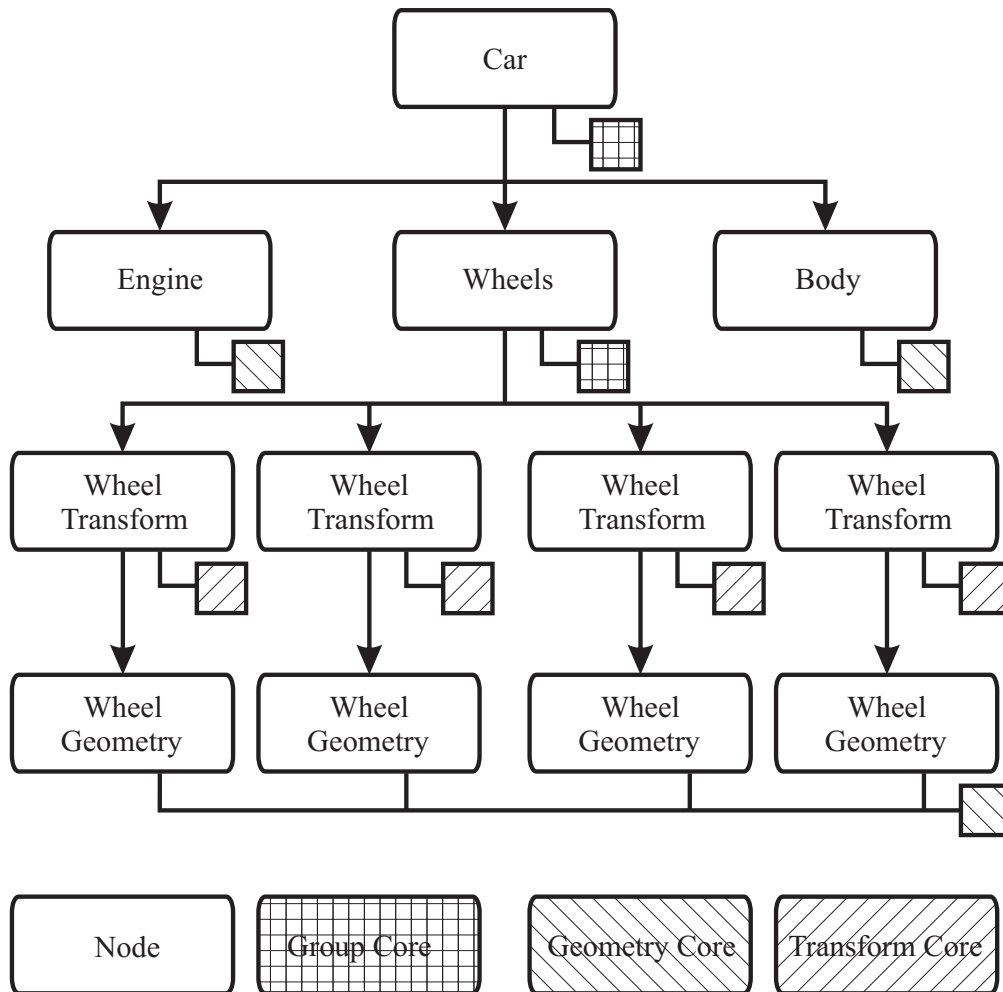 Car
Engine
Wheels
Body
Wheel
Transform
Wheel
Transform
Wheel
Transform
Wheel
Transform
Wheel
Geometry
Wheel
Geometry
Wheel
Geometry
Wheel
Geometry
Node
Group Core
Geometry Core
Transform Core